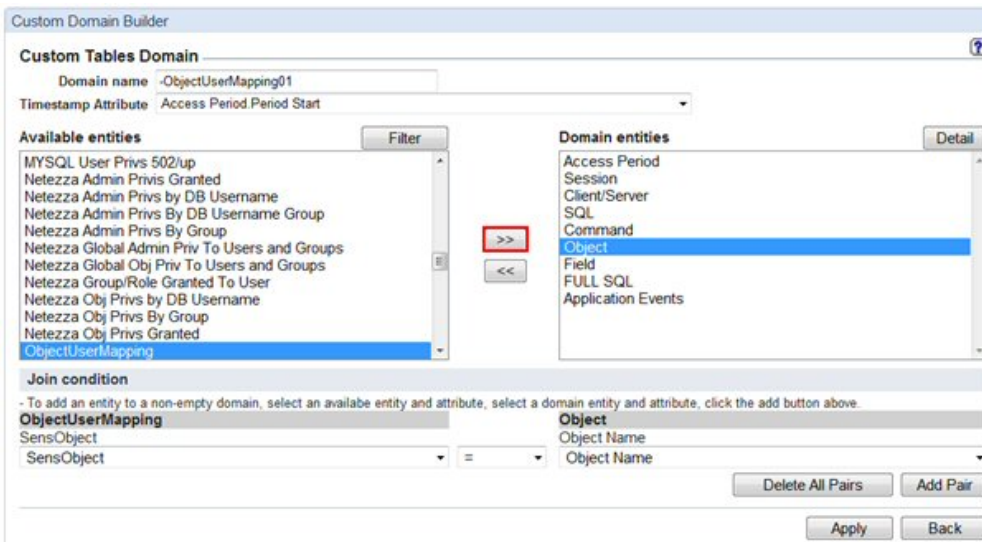 Custom Domain Builder
Custom Tables Domain
?
Domain name -ObjectUserMapping01
Timestamp Attribute Access Period.Period Start
Available entities Filter
MYSQL User Privs 502/up
Netezza Admin Privis Granted
Netezza Admin Privs by DB Username
Netezza Admin Privs By DB Username Group
Netezza Admin Privs By Group
Netezza Global Admin Priv To Users and Groups
Netezza Global Obj Priv To Users and Groups
Netezza Group/Role Granted To User
Netezza Obj Privs by DB Username
Netezza Obj Privs By Group
Netezza Obj Privs Granted
ObjectUserMapping
>>
<<
Domain entities Detail
Access Period
Session
Client/Server
SQL
Command
Object
Field
FULL SQL
Application Events
Join condition
- To add an entity to a non-empty domain, select an availabe entity and attribute, select a domain entity and attribute, click the add button above.
ObjectUserMapping Object
SensObject Object Name
SensObject = Object Name
Delete All Pairs Add Pair
Apply Back